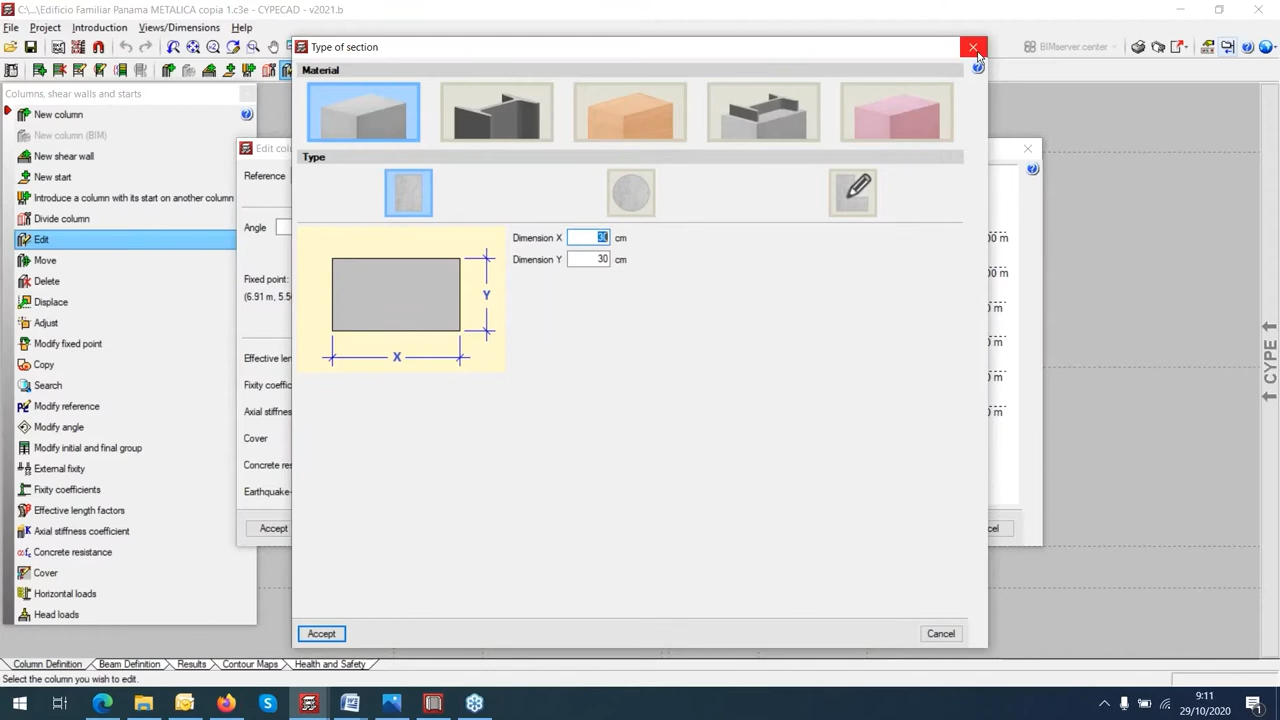 C:\...\Edificio Familiar Panama METALICA copia 1.c3e - CYPECAD - v2021.b
File Project Introduction Views/Dimensions Help
BIMserver.center
Columns, shear walls and starts
New column
New column (BIM)
New shear wall
New start
Introduce a column with its start on another column
Divide column
Edit
Move
Delete
Displace
Adjust
Modify fixed point
Copy
Search
Modify reference
Modify angle
Modify initial and final group
External fixity
Fixity coefficients
Effective length factors
Axial stiffness coefficient
Concrete resistance
Cover
Horizontal loads
Head loads
Edit colu
Reference
Angle
Fixed point:
(6.91 m, 5.5
Effective len
Fixity coeffic
Axial stiffnes
Cover
Concrete res
Earthquake-
Accept
Type of section
Material
Type
Dimension X 30 cm
Dimension Y 30 cm
Y
X
Accept
Cancel
00 m
00 m
m
m
m
m
cel
CYPE
Column Definition Beam Definition Results Contour Maps Health and Safety
Select the column you wish to edit.
9:11
29/10/2020